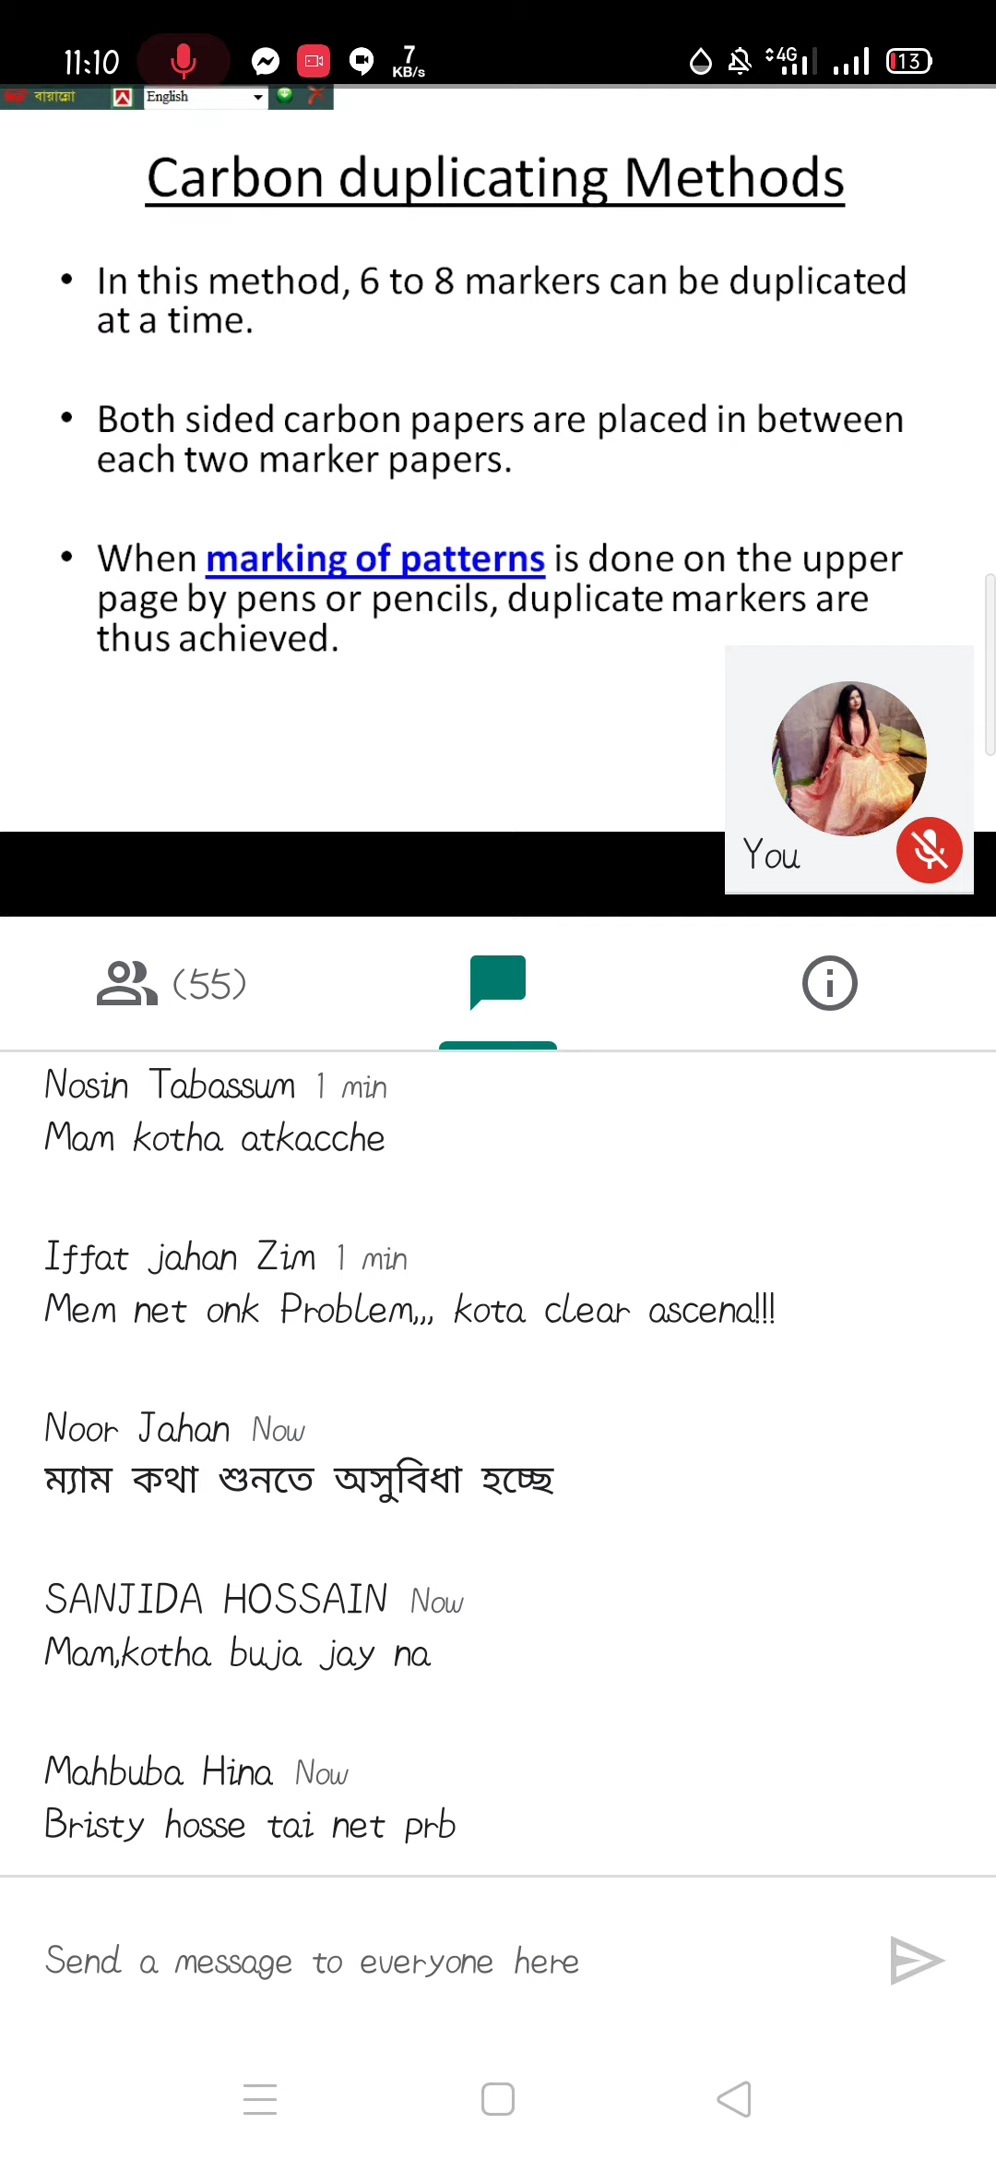 11:10 7 KB/s 4G 13
বায়ান্নো English
Carbon duplicating Methods
• In this method, 6 to 8 markers can be duplicated
at a time.
• Both sided carbon papers are placed in between
each two marker papers.
• When marking of patterns is done on the upper
page by pens or pencils, duplicate markers are
thus achieved.
You
(55)
Nosin Tabassum 1 min
Mam kotha atkacche
Iffat jahan Zim 1 min
Mem net onk Problem,,, kota clear ascena!!!
Noor Jahan Now
ম্যাম কথা শুনতে অসুবিধা হচ্ছে
SANJIDA HOSSAIN Now
Mam,kotha buja jay na
Mahbuba Hina Now
Bristy hosse tai net prb
Send a message to everyone here